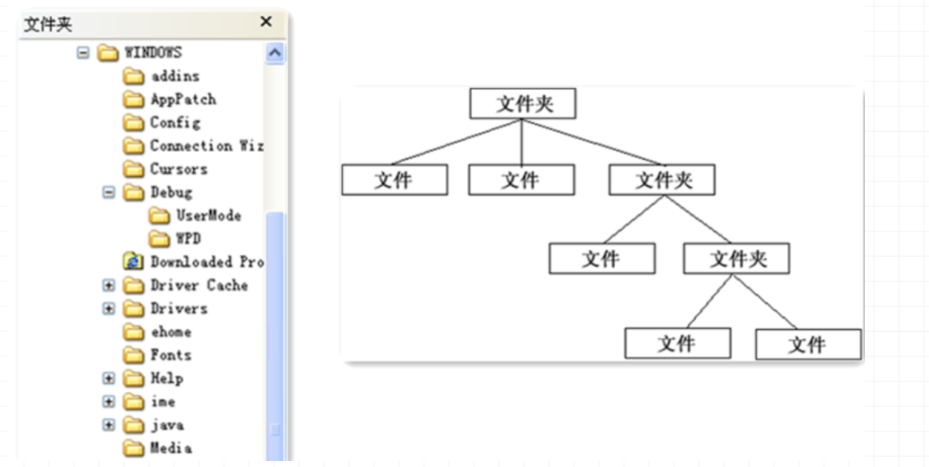 文件夹
WINDOWS
addins
AppPatch
Config
Connection Wiz
Cursors
Debug
UserMode
WPD
Downloaded Pro
Driver Cache
Drivers
ehome
Fonts
Help
ime
java
Media
文件夹
文件 文件 文件夹
文件 文件夹
文件 文件